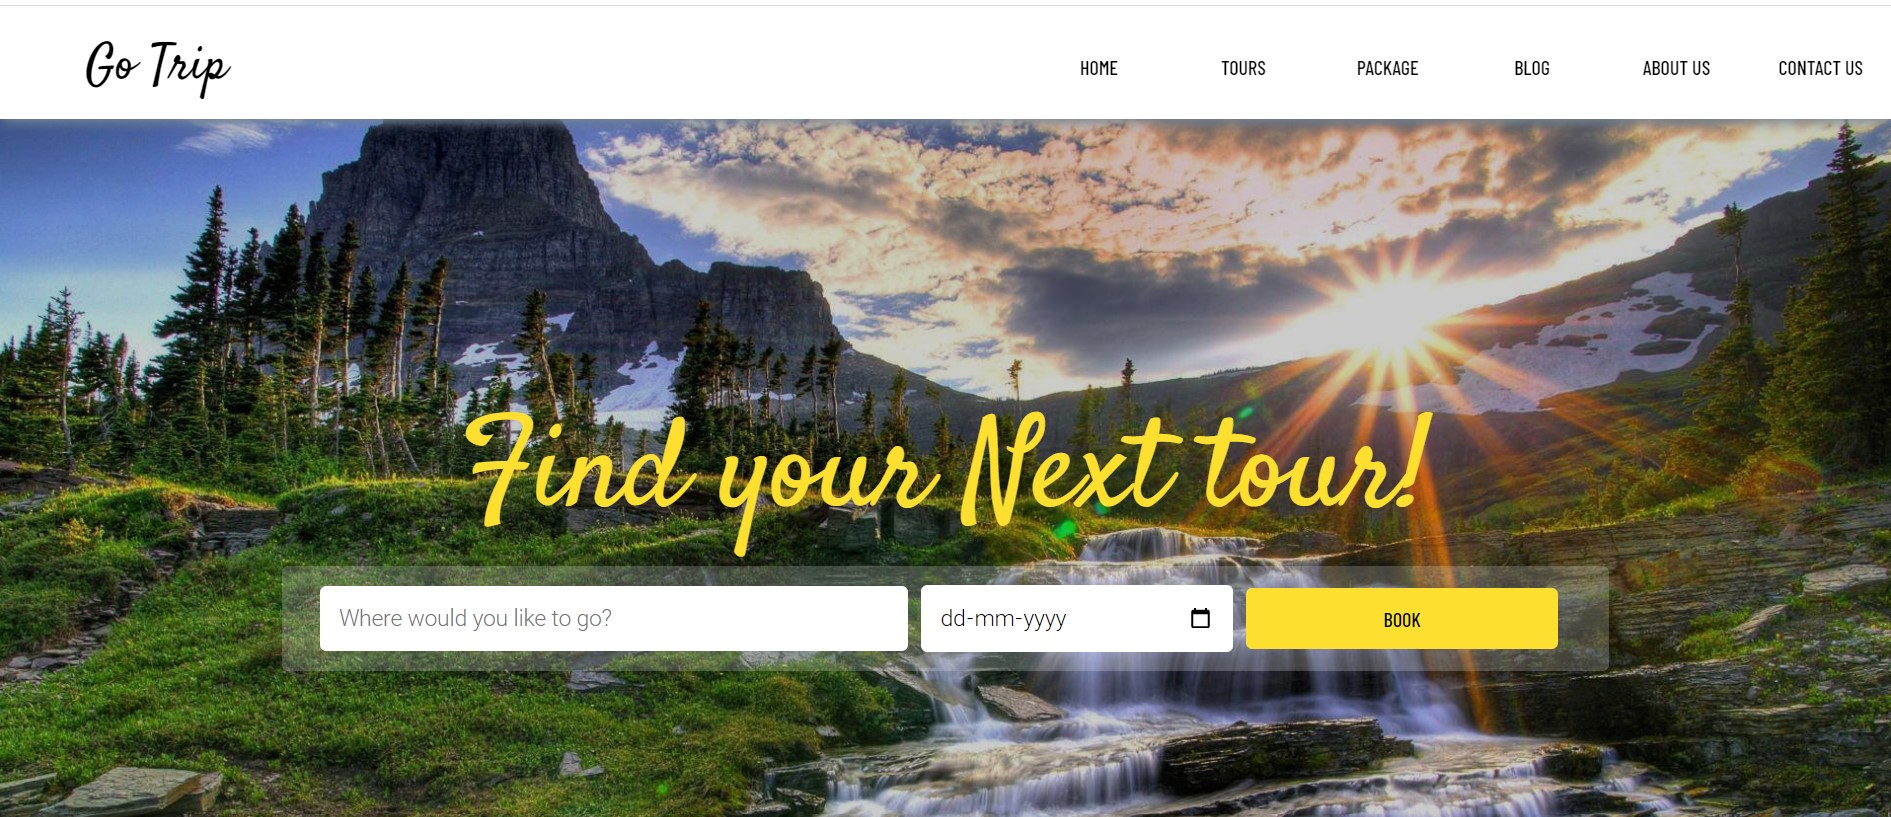 Go Trip
HOME TOURS PACKAGE BLOG ABOUT US CONTACT US
Find your Next tour!
Where would you like to go? dd-mm-yyyy BOOK